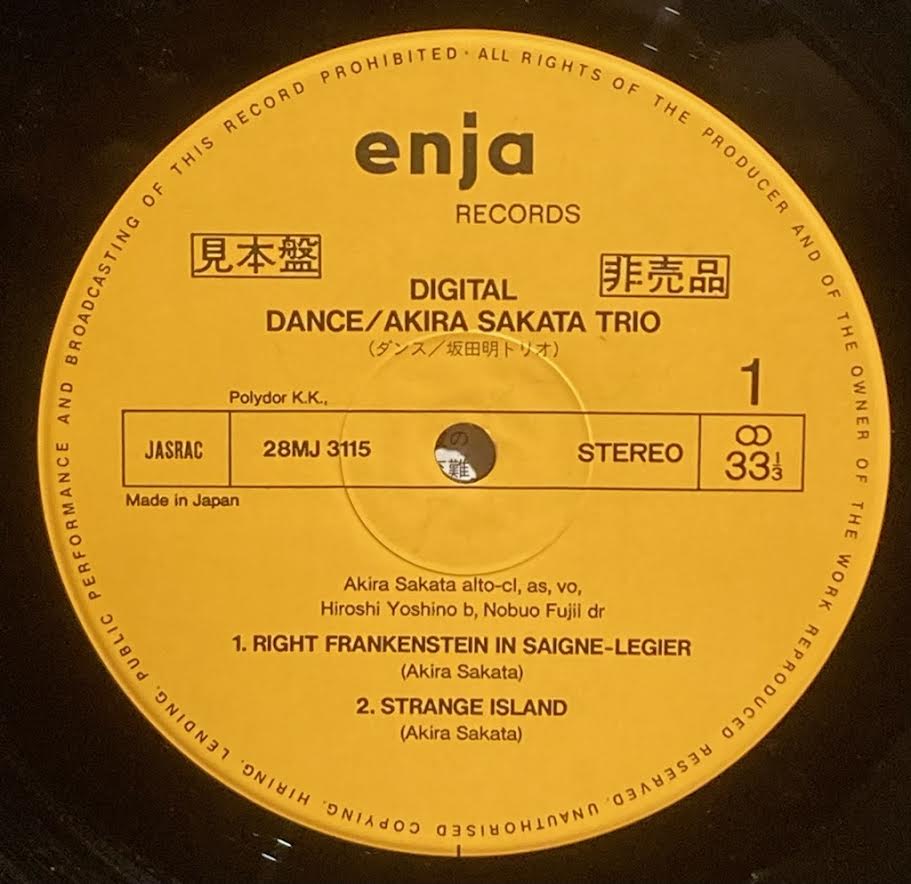 ALL RIGHTS OF THE PRODUCER AND OF THE OWNER OF THE WORK REPRODUCED RESERVED. UNAUTHORISED COPYING, HIRING, LENDING, PUBLIC PERFORMANCE AND BROADCASTING OF THIS RECORD PROHIBITED ·
enja
RECORDS
見本盤
非売品
DIGITAL
DANCE/AKIRA SAKATA TRIO
(ダンス/坂田明トリオ)
1
Polydor K.K.,
JASRAC 28MJ 3115 STEREO 33⅓
Made in Japan
の
難
Akira Sakata alto-cl, as, vo,
Hiroshi Yoshino b, Nobuo Fujii dr
1. RIGHT FRANKENSTEIN IN SAIGNE-LEGIER
(Akira Sakata)
2. STRANGE ISLAND
(Akira Sakata)